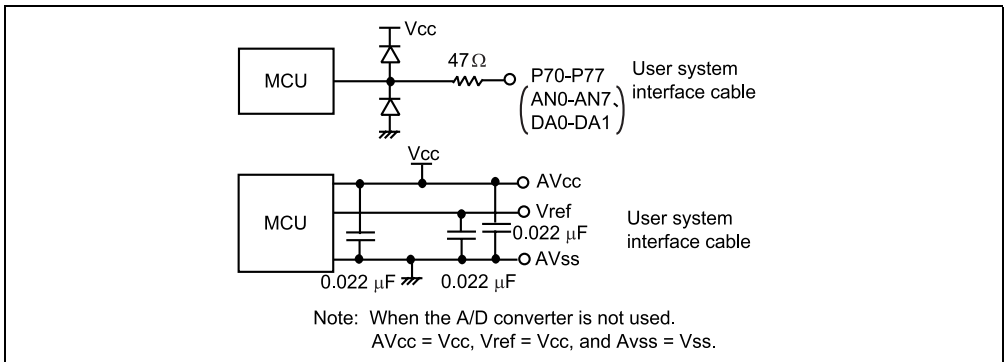 Vcc
MCU
47Ω
P70-P77
(AN0-AN7、
DA0-DA1)
User system
interface cable
Vcc
MCU
AVcc
Vref
0.022 μF
AVss
0.022 μF
0.022 μF
User system
interface cable
Note: When the A/D converter is not used.
AVcc = Vcc, Vref = Vcc, and Avss = Vss.